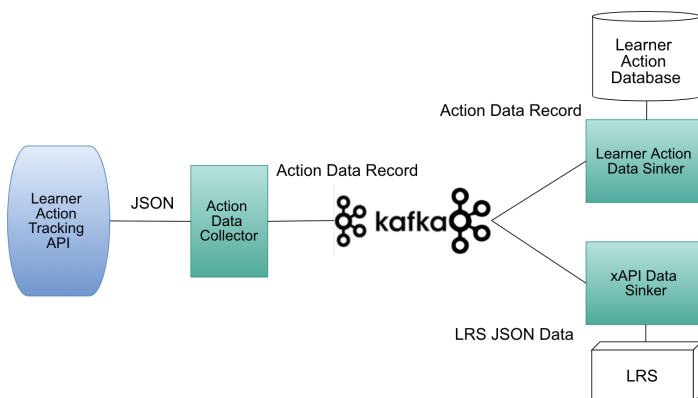 Learner
Action
Database
Action Data Record
Learner Action
Data Sinker
Action Data Record
Learner
Action
Tracking
API
JSON
Action
Data
Collector
kafka
xAPI Data
Sinker
LRS JSON Data
LRS